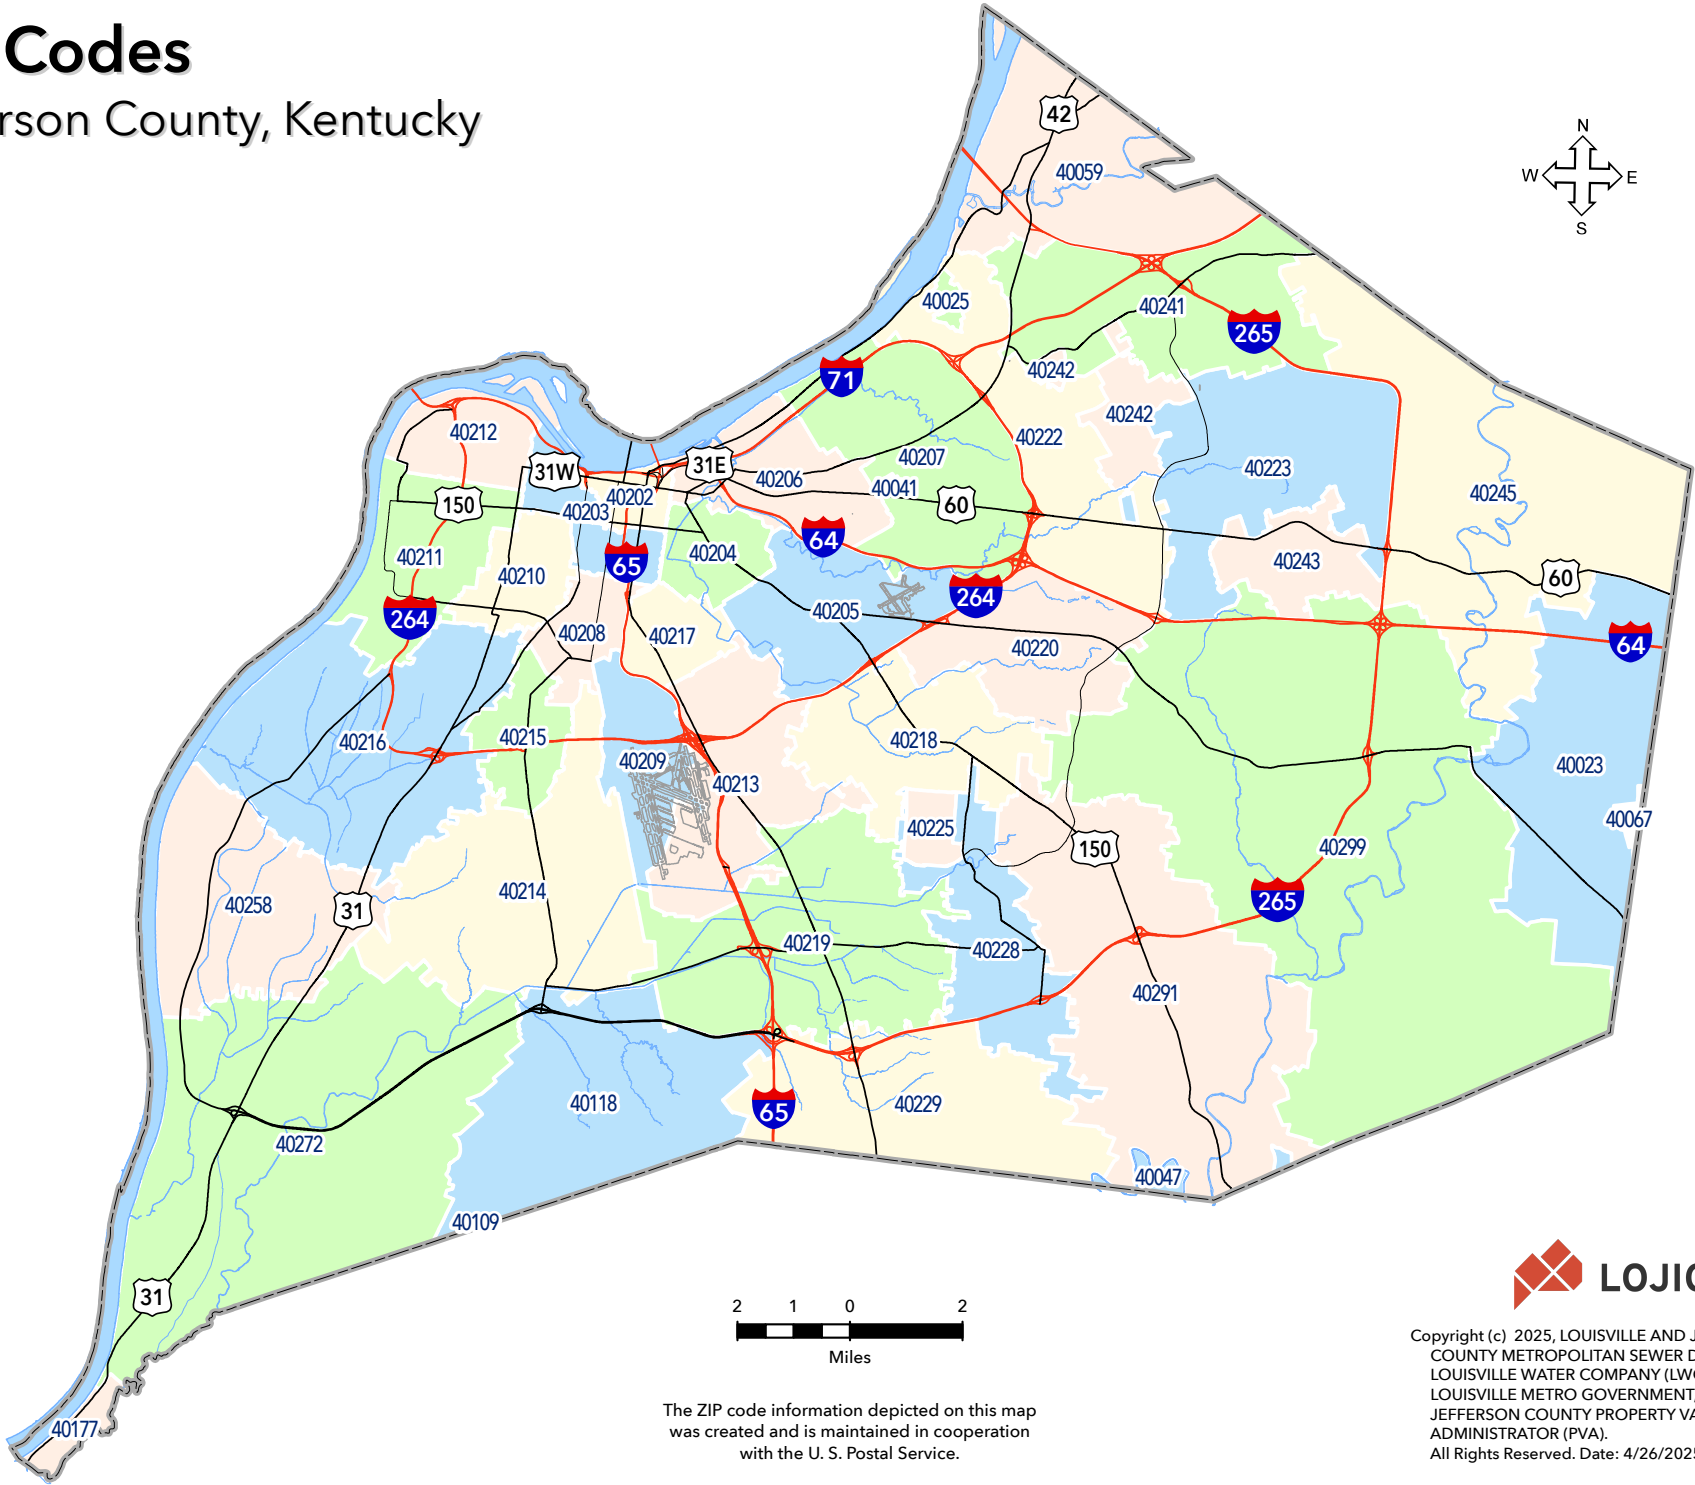 Codes
rson County, Kentucky
N
W E
S
42
40059
40025
40241
265
40242
71
40242
40222
40212
40207
40223
31W
31E
40206
40041
60
40245
150
40202
40203
64
40211
40204
40243
65
40210
60
264
264
40205
40208
40217
40220
64
40216
40215
40218
40209
40213
40023
40225
40067
150
40299
40214
265
40258
31
40219
40228
40291
40118
65
40229
40272
40047
40109
31
40177
2 1 0 2
Miles
The ZIP code information depicted on this map
was created and is maintained in cooperation
with the U. S. Postal Service.
LOJIC
Copyright (c) 2025, LOUISVILLE AND J
COUNTY METROPOLITAN SEWER D
LOUISVILLE WATER COMPANY (LW
LOUISVILLE METRO GOVERNMENT,
JEFFERSON COUNTY PROPERTY VA
ADMINISTRATOR (PVA).
All Rights Reserved. Date: 4/26/2025